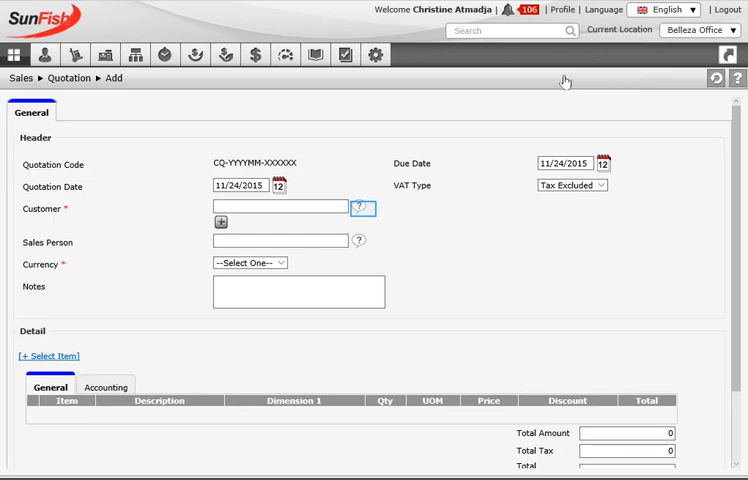 SunFish
Welcome Christine Atmadja 106 | Profile | Language English ▼ | Logout
Search Current Location Belleza Office ▼
Sales ▶ Quotation ▶ Add ?
General
Header
Quotation Code CQ-YYYYMM-XXXXXX Due Date 11/24/2015 12
Quotation Date 11/24/2015 12 VAT Type Tax Excluded
Customer * ?
+
Sales Person ?
Currency * --Select One--
Notes
Detail
[+ Select Item]
General Accounting
Item Description Dimension 1 Qty UOM Price Discount Total
Total Amount 0
Total Tax 0
Total